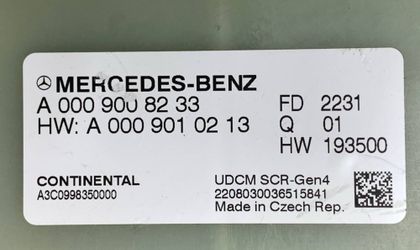 MERCEDES-BENZ
A 000 900 82 33 FD 2231
HW: A 000 901 02 13 Q 01
HW 193500
CONTINENTAL UDCM SCR-Gen4
A3C0998350000 2208030036515841
Made in Czech Rep.